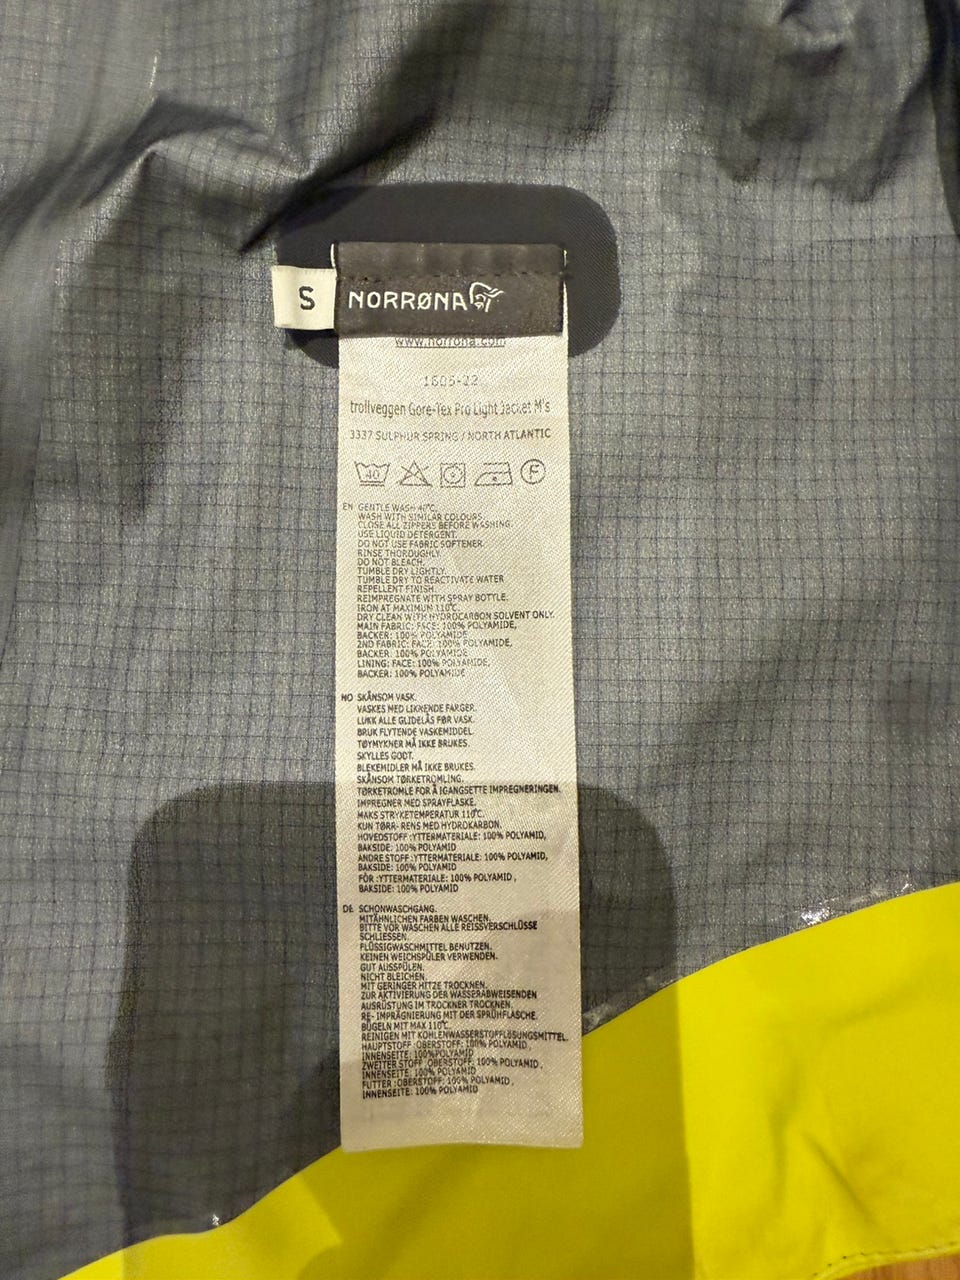 S
NORRØNA
www.norrona.com
1605-22
trollveggen Gore-Tex Pro Light Jacket M's
3337 SULPHUR SPRING / NORTH ATLANTIC
40
F
EN GENTLE WASH 40°C.
WASH WITH SIMILAR COLOURS.
CLOSE ALL ZIPPERS BEFORE WASHING.
USE LIQUID DETERGENT.
DO NOT USE FABRIC SOFTENER.
RINSE THOROUGHLY.
DO NOT BLEACH.
TUMBLE DRY LIGHTLY.
TUMBLE DRY TO REACTIVATE WATER
REPELLENT FINISH.
REIMPREGNATE WITH SPRAY BOTTLE.
IRON AT MAXIMUM 110°C.
DRY CLEAN WITH HYDROCARBON SOLVENT ONLY.
MAIN FABRIC: FACE: 100% POLYAMIDE,
BACKER: 100% POLYAMIDE
2ND FABRIC: FACE: 100% POLYAMIDE,
BACKER: 100% POLYAMIDE
LINING: FACE: 100% POLYAMIDE,
BACKER: 100% POLYAMIDE
NO SKÅNSOM VASK.
VASKES MED LIKNENDE FARGER.
LUKK ALLE GLIDELÅS FØR VASK.
BRUK FLYTENDE VASKEMIDDEL.
TØYMYKNER MÅ IKKE BRUKES.
SKYLLES GODT.
BLEKEMIDLER MÅ IKKE BRUKES.
SKÅNSOM TØRKETROMLING.
TØRKETROMLE FOR Å IGANGSETTE IMPREGNERINGEN.
IMPREGNER MED SPRAYFLASKE.
MAKS STRYKETEMPERATUR 110°C.
KUN TØRR- RENS MED HYDROKARBON.
HOVEDSTOFF :YTTERMATERIALE: 100% POLYAMID,
BAKSIDE: 100% POLYAMID
ANDRE STOFF :YTTERMATERIALE: 100% POLYAMID,
BAKSIDE: 100% POLYAMID
FÔR :YTTERMATERIALE: 100% POLYAMID ,
BAKSIDE: 100% POLYAMID
DE SCHONWASCHGANG.
MITÄHNLICHEN FARBEN WASCHEN.
BITTE VOR WASCHEN ALLE REISSVERSCHLÜSSE
SCHLIESSEN.
FLÜSSIGWASCHMITTEL BENUTZEN.
KEINEN WEICHSPÜLER VERWENDEN.
GUT AUSSPÜLEN.
NICHT BLEICHEN.
MIT GERINGER HITZE TROCKNEN.
ZUR AKTIVIERUNG DER WASSERABWEISENDEN
AUSRÜSTUNG IM TROCKNER TROCKNEN.
RE- IMPRÄGNIERUNG MIT DER SPRÜHFLASCHE.
BÜGELN MIT MAX 110°C.
REINIGEN MIT KOHLENWASSERSTOFFLÖSUNGSMITTEL.
HAUPTSTOFF :OBERSTOFF: 100% POLYAMID ,
INNENSEITE: 100%POLYAMID
ZWEITER STOFF :OBERSTOFF: 100% POLYAMID ,
INNENSEITE: 100% POLYAMID
FUTTER :OBERSTOFF: 100% POLYAMID ,
INNENSEITE: 100% POLYAMID